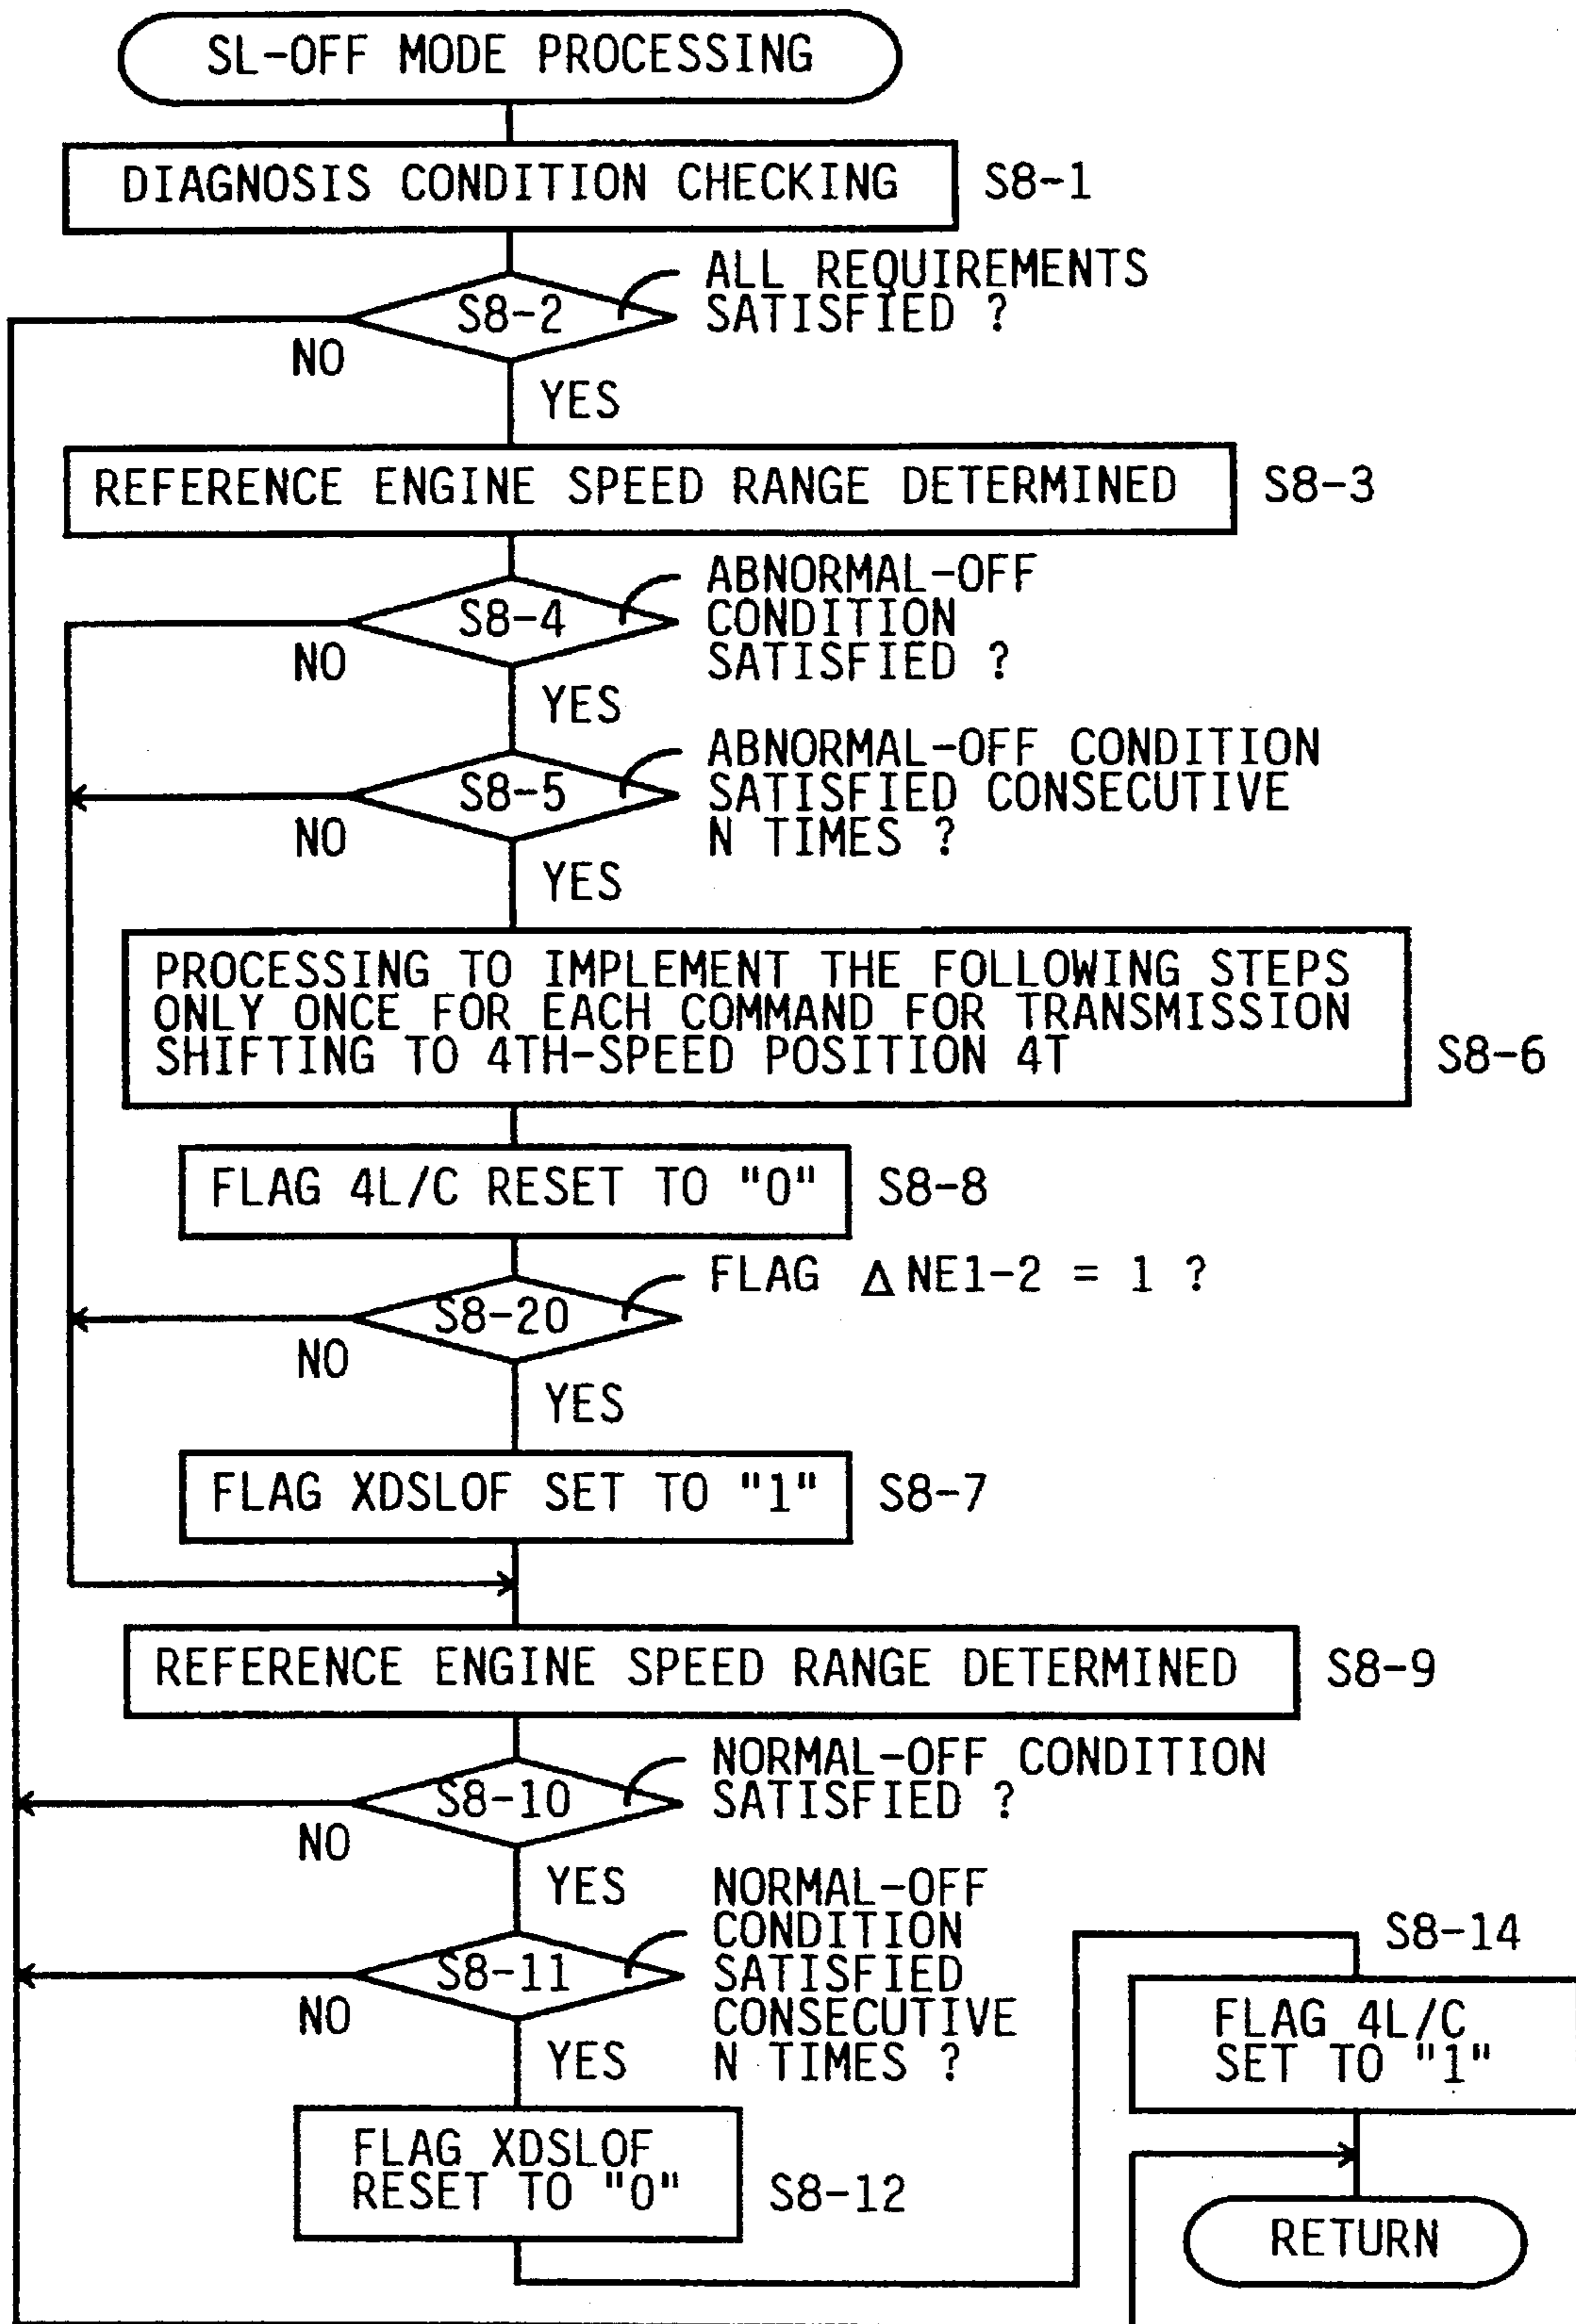 SL-OFF MODE PROCESSING
DIAGNOSIS CONDITION CHECKING
S8-1
S8-2
ALL REQUIREMENTS
SATISFIED ?
NO
YES
REFERENCE ENGINE SPEED RANGE DETERMINED
S8-3
S8-4
ABNORMAL-OFF
CONDITION
SATISFIED ?
NO
YES
S8-5
ABNORMAL-OFF CONDITION
SATISFIED CONSECUTIVE
N TIMES ?
NO
YES
PROCESSING TO IMPLEMENT THE FOLLOWING STEPS
ONLY ONCE FOR EACH COMMAND FOR TRANSMISSION
SHIFTING TO 4TH-SPEED POSITION 4T
S8-6
FLAG 4L/C RESET TO "0"
S8-8
S8-20
FLAG Δ NE1-2 = 1 ?
NO
YES
FLAG XDSLOF SET TO "1"
S8-7
REFERENCE ENGINE SPEED RANGE DETERMINED
S8-9
S8-10
NORMAL-OFF CONDITION
SATISFIED ?
NO
YES
S8-11
NORMAL-OFF
CONDITION
SATISFIED
CONSECUTIVE
N TIMES ?
NO
YES
FLAG XDSLOF
RESET TO "0"
S8-12
S8-14
FLAG 4L/C
SET TO "1"
RETURN